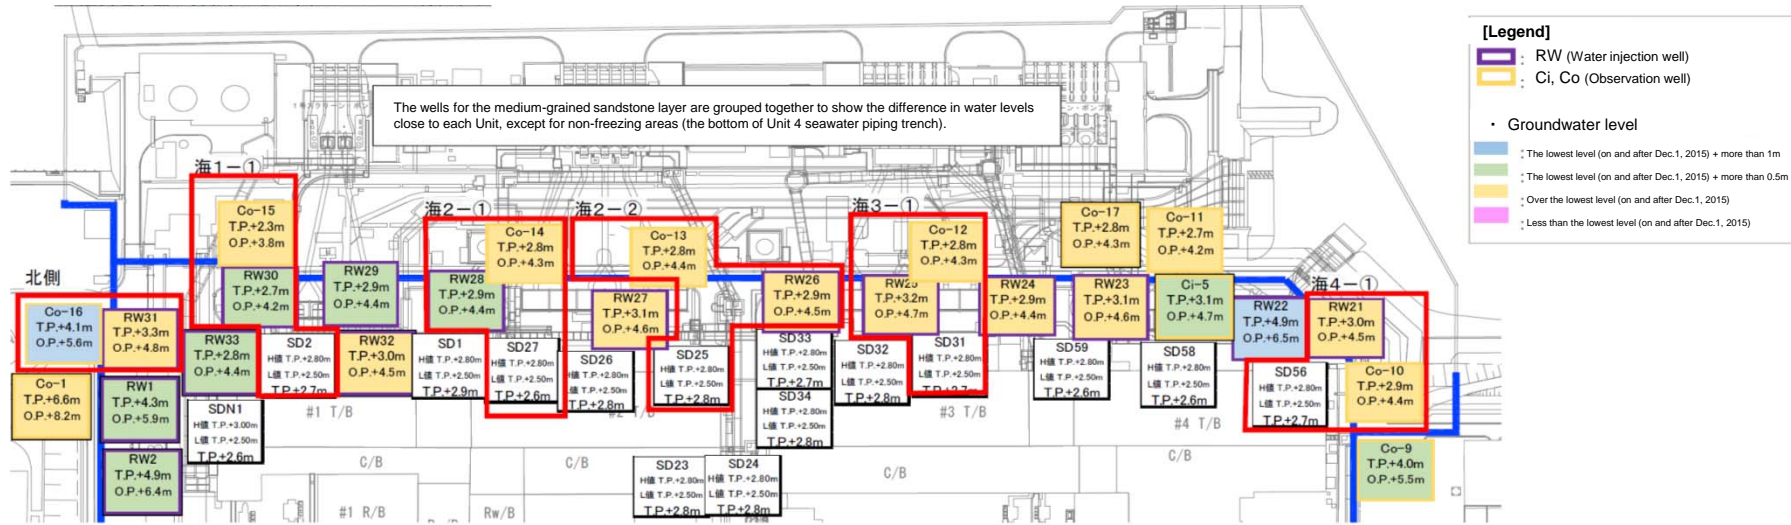 The wells for the medium-grained sandstone layer are grouped together to show the difference in water levels
close to each Unit, except for non-freezing areas (the bottom of Unit 4 seawater piping trench).
[Legend]
: RW (Water injection well)
: Ci, Co (Observation well)
・ Groundwater level
: The lowest level (on and after Dec.1, 2015) + more than 1m
: The lowest level (on and after Dec.1, 2015) + more than 0.5m
: Over the lowest level (on and after Dec.1, 2015)
: Less than the lowest level (on and after Dec.1, 2015)
海1-①
Co-15
T.P.+2.3m
O.P.+3.8m
海2-①
Co-14
T.P.+2.8m
O.P.+4.3m
海2-②
Co-13
T.P.+2.8m
O.P.+4.4m
海3-①
Co-12
T.P.+2.8m
O.P.+4.3m
Co-17
T.P.+2.8m
O.P.+4.3m
Co-11
T.P.+2.7m
O.P.+4.2m
北側
Co-16
T.P.+4.1m
O.P.+5.6m
RW31
T.P.+3.3m
O.P.+4.8m
RW30
T.P.+2.7m
O.P.+4.2m
RW29
T.P.+2.9m
O.P.+4.4m
RW28
T.P.+2.9m
O.P.+4.4m
RW27
T.P.+3.1m
O.P.+4.6m
RW26
T.P.+2.9m
O.P.+4.5m
RW25
T.P.+3.2m
O.P.+4.7m
RW24
T.P.+2.9m
O.P.+4.4m
RW23
T.P.+3.1m
O.P.+4.6m
Ci-5
T.P.+3.1m
O.P.+4.7m
RW22
T.P.+4.9m
O.P.+6.5m
海4-①
RW21
T.P.+3.0m
O.P.+4.5m
RW33
T.P.+2.8m
O.P.+4.4m
SD2
H値 T.P.+2.80m
L値 T.P.+2.50m
T.P.+2.7m
RW32
T.P.+3.0m
O.P.+4.5m
SD1
H値 T.P.+2.80m
L値 T.P.+2.50m
T.P.+2.9m
SD27
H値 T.P.+2.80m
L値 T.P.+2.50m
T.P.+2.6m
SD26
H値 T.P.+2.80m
L値 T.P.+2.50m
T.P.+2.8m
SD25
H値 T.P.+2.80m
L値 T.P.+2.50m
T.P.+2.8m
SD33
H値 T.P.+2.80m
L値 T.P.+2.50m
T.P.+2.7m
SD32
H値 T.P.+2.80m
L値 T.P.+2.50m
T.P.+2.8m
SD31
H値 T.P.+2.80m
L値 T.P.+2.50m
T.P.+2.7m
SD59
H値 T.P.+2.80m
L値 T.P.+2.50m
T.P.+2.6m
SD58
H値 T.P.+2.80m
L値 T.P.+2.50m
T.P.+2.6m
SD56
H値 T.P.+2.80m
L値 T.P.+2.50m
T.P.+2.7m
Co-10
T.P.+2.9m
O.P.+4.4m
Co-1
T.P.+6.6m
O.P.+8.2m
RW1
T.P.+4.3m
O.P.+5.9m
SDN1
H値 T.P.+3.00m
L値 T.P.+2.50m
T.P.+2.6m
#1 T/B
#2 T/B
SD34
H値 T.P.+2.80m
L値 T.P.+2.50m
T.P.+2.8m
#3 T/B
#4 T/B
RW2
T.P.+4.9m
O.P.+6.4m
C/B
C/B
SD23
H値 T.P.+2.80m
L値 T.P.+2.50m
T.P.+2.8m
SD24
H値 T.P.+2.80m
L値 T.P.+2.50m
T.P.+2.8m
C/B
C/B
Co-9
T.P.+4.0m
O.P.+5.5m
#1 R/B
Rw/B